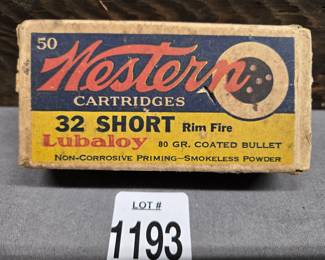 50
Western
CARTRIDGES
32 SHORT Rim Fire
Lubaloy 80 GR. COATED BULLET
NON-CORROSIVE PRIMING—SMOKELESS POWDER
LOT #
1193